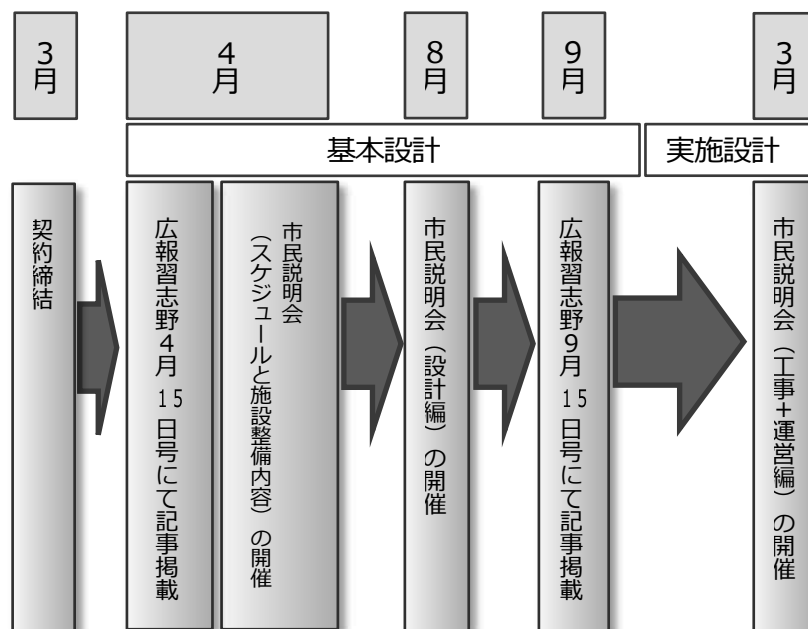 3月
4月
8月
9月
3月
基本設計
実施設計
契約締結
広報習志野4月15日号にて記事掲載
市民説明会
（スケジュールと施設整備内容）の開催
市民説明会（設計編）の開催
広報習志野9月15日号にて記事掲載
市民説明会（工事+運営編）の開催